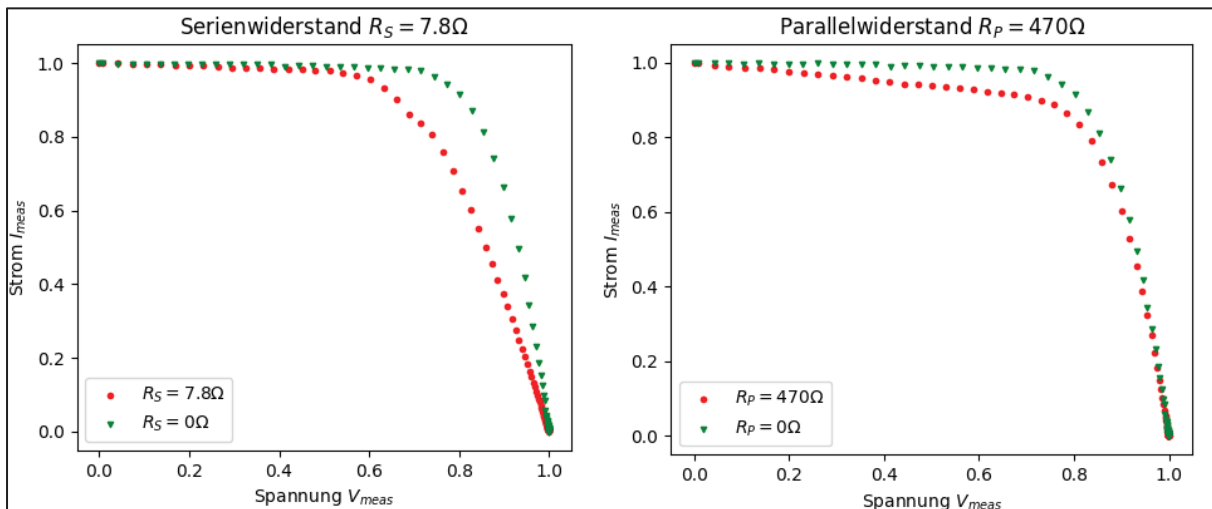 Serienwiderstand R_S = 7.8Ω
1.0
0.8
0.6
0.4
0.2
0.0
Strom I_meas
R_S = 7.8Ω
R_S = 0Ω
0.0 0.2 0.4 0.6 0.8 1.0
Spannung V_meas
Parallelwiderstand R_P = 470Ω
1.0
0.8
0.6
0.4
0.2
0.0
Strom I_meas
R_P = 470Ω
R_P = 0Ω
0.0 0.2 0.4 0.6 0.8 1.0
Spannung V_meas